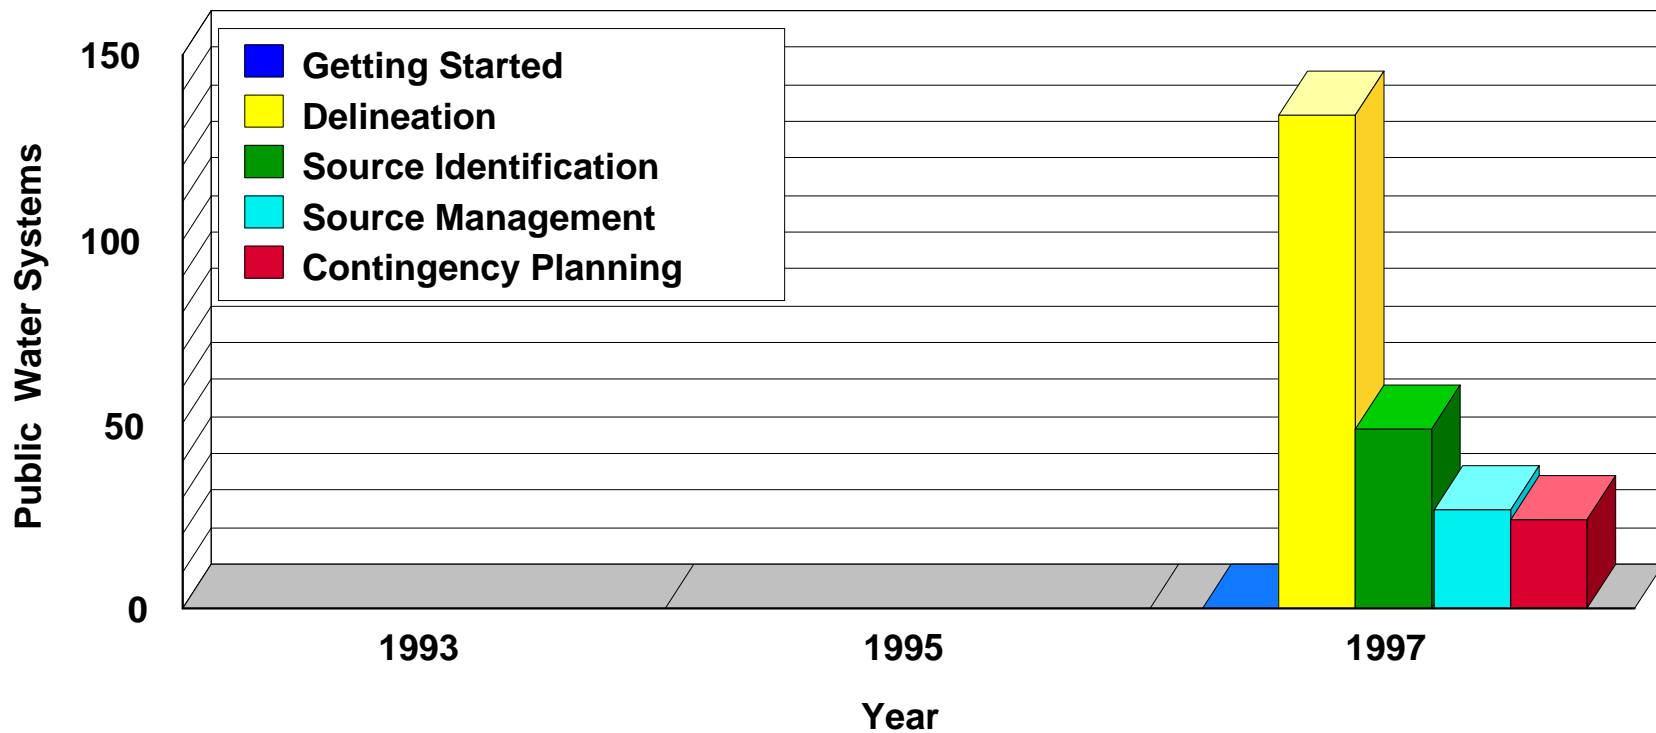 150
100
50
0
Public Water Systems
Getting Started
Delineation
Source Identification
Source Management
Contingency Planning
1993
1995
1997
Year